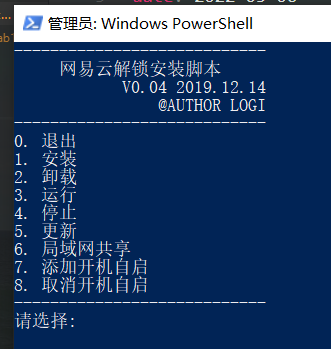 管理员: Windows PowerShell
----------------------------
网易云解锁安装脚本
V0.04 2019.12.14
@AUTHOR LOGI
----------------------------
0. 退出
1. 安装
2. 卸载
3. 运行
4. 停止
5. 更新
6. 局域网共享
7. 添加开机自启
8. 取消开机自启
----------------------------
请选择: